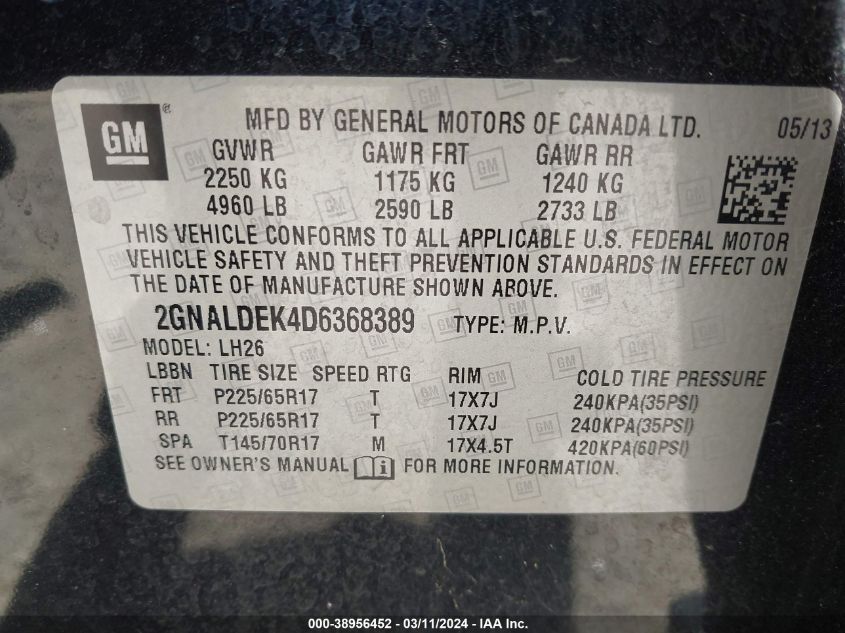 GM ®
MFD BY GENERAL MOTORS OF CANADA LTD. 05/13
GVWR GAWR FRT GAWR RR
2250 KG 1175 KG 1240 KG
4960 LB 2590 LB 2733 LB
THIS VEHICLE CONFORMS TO ALL APPLICABLE U.S. FEDERAL MOTOR
VEHICLE SAFETY AND THEFT PREVENTION STANDARDS IN EFFECT ON
THE DATE OF MANUFACTURE SHOWN ABOVE.
2GNALDEK4D6368389 TYPE: M.P.V.
MODEL: LH26
LBBN TIRE SIZE SPEED RTG RIM COLD TIRE PRESSURE
FRT P225/65R17 T 17X7J 240KPA(35PSI)
RR P225/65R17 T 17X7J 240KPA(35PSI)
SPA T145/70R17 M 17X4.5T 420KPA(60PSI)
SEE OWNER'S MANUAL i FOR MORE INFORMATION.
000-38956452 - 03/11/2024 - IAA Inc.